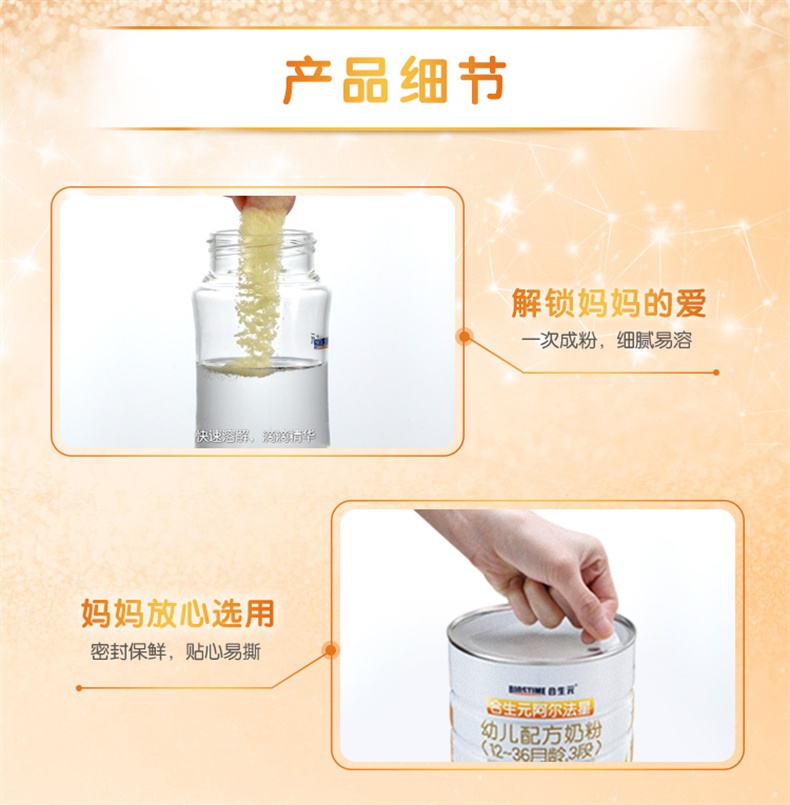 产品细节
解锁妈妈的爱
一次成粉，细腻易溶
快速溶解，滴滴精华
妈妈放心选用
密封保鲜，贴心易撕
BIOSTIME 合生元
合生元阿尔法星
幼儿配方奶粉
（12~36月龄,3段）